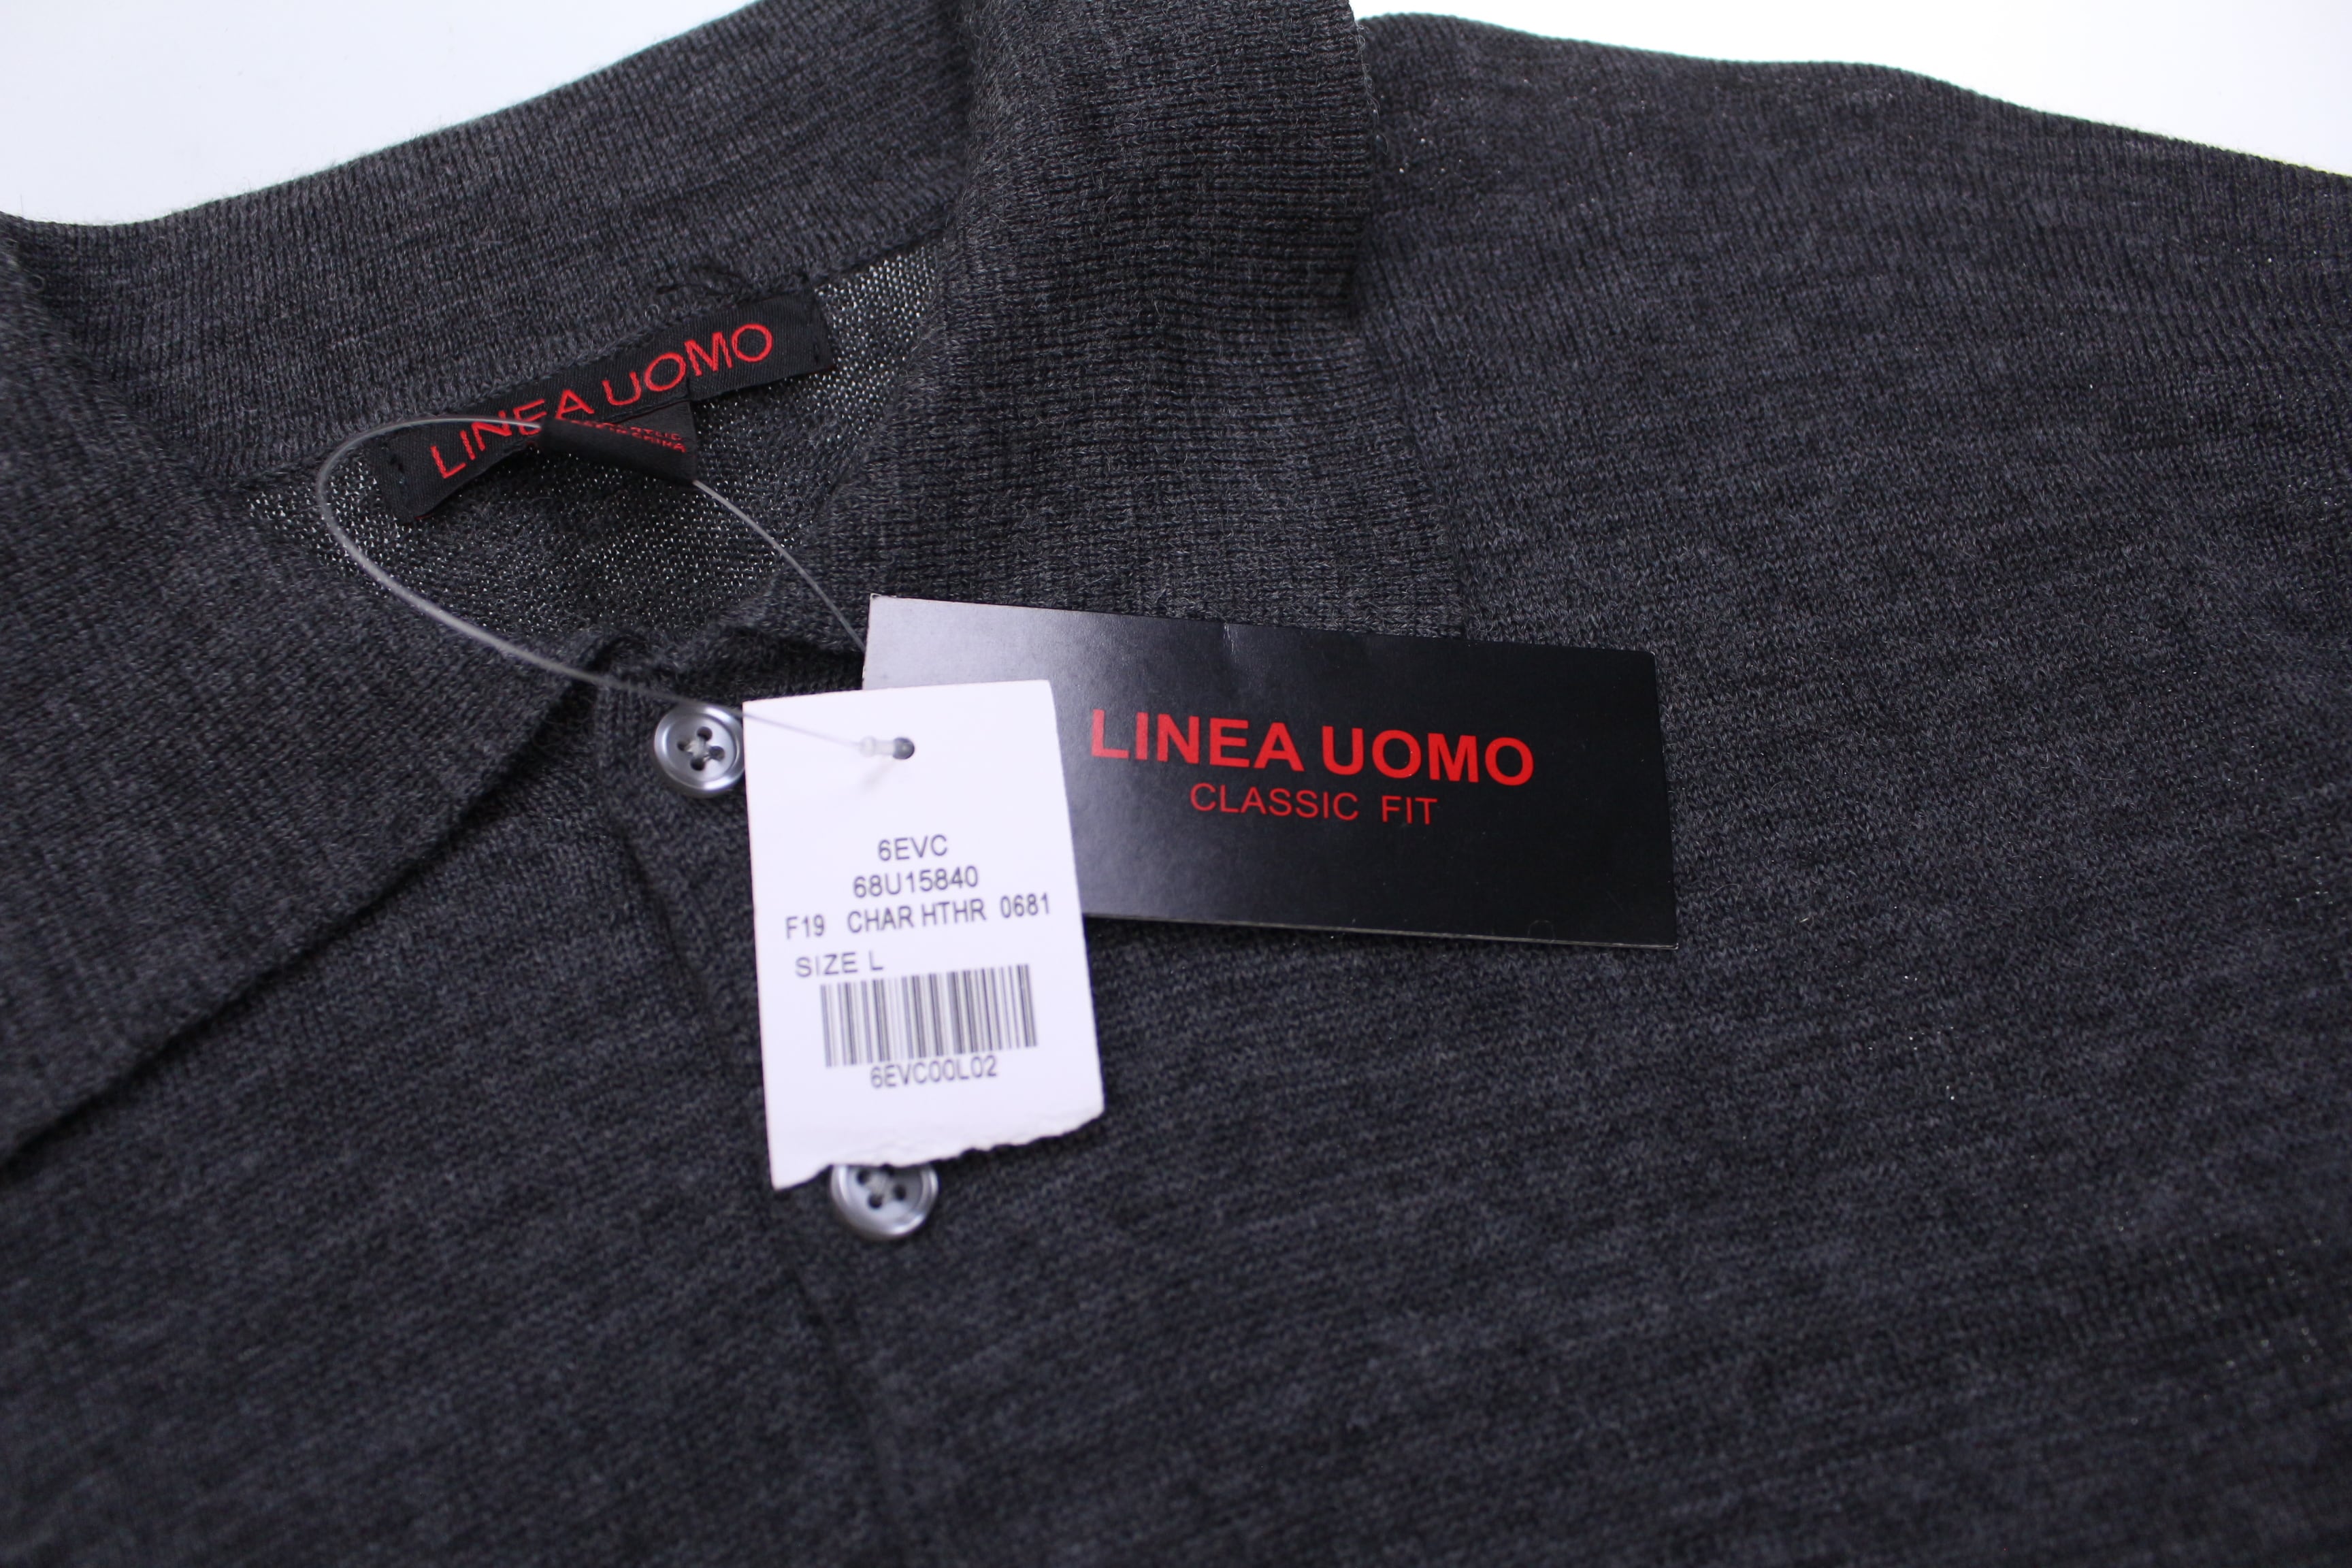 LINEA UOMO
LINEA UOMO
CLASSIC FIT
6EVC
68U15840
F19 CHAR HTHR 0681
SIZE L
6EVC00L02